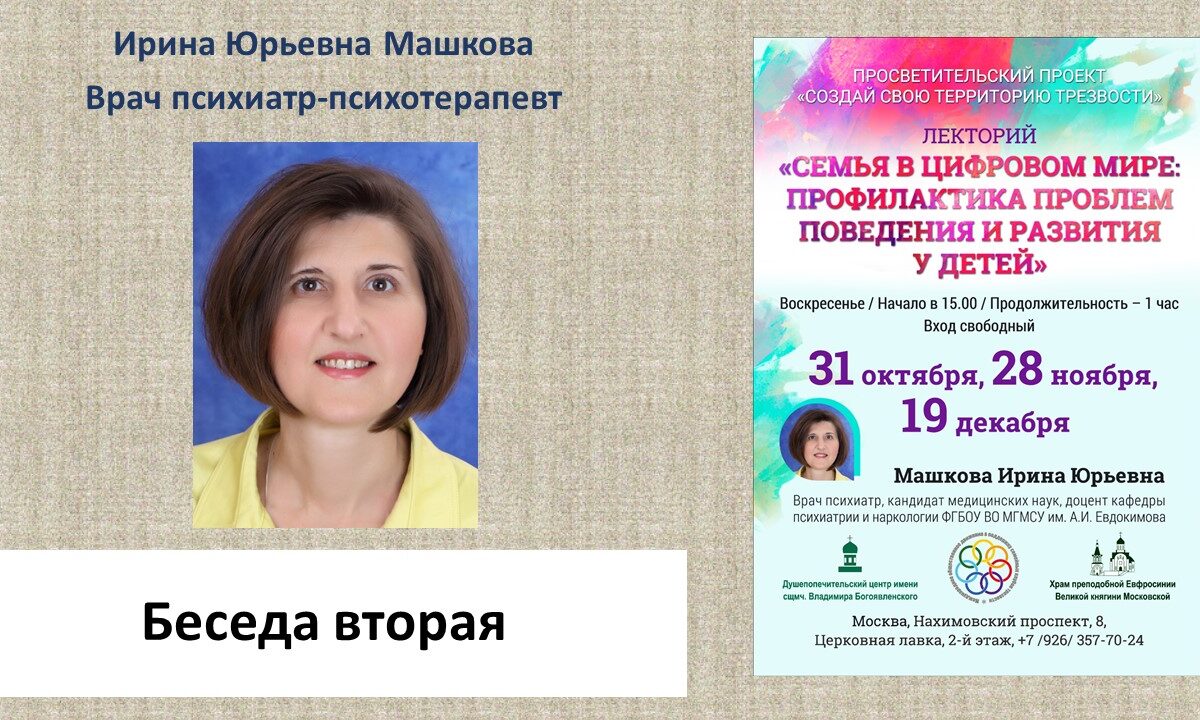 Ирина Юрьевна Машкова
Врач психиатр-психотерапевт
Беседа вторая
ПРОСВЕТИТЕЛЬСКИЙ ПРОЕКТ
«СОЗДАЙ СВОЮ ТЕРРИТОРИЮ ТРЕЗВОСТИ»
ЛЕКТОРИЙ
«СЕМЬЯ В ЦИФРОВОМ МИРЕ:
ПРОФИЛАКТИКА ПРОБЛЕМ
ПОВЕДЕНИЯ И РАЗВИТИЯ
У ДЕТЕЙ»
Воскресенье / Начало в 15.00 / Продолжительность – 1 час
Вход свободный
31 октября, 28 ноября,
19 декабря
Машкова Ирина Юрьевна
Врач психиатр, кандидат медицинских наук, доцент кафедры
психиатрии и наркологии ФГБОУ ВО МГМСУ им. А.И. Евдокимова
Душепопечительский центр имени
сщмч. Владимира Богоявленского
Храм преподобной Евфросинии
Великой княгини Московской
Москва, Нахимовский проспект, 8,
Церковная лавка, 2-й этаж, +7 /926/ 357-70-24